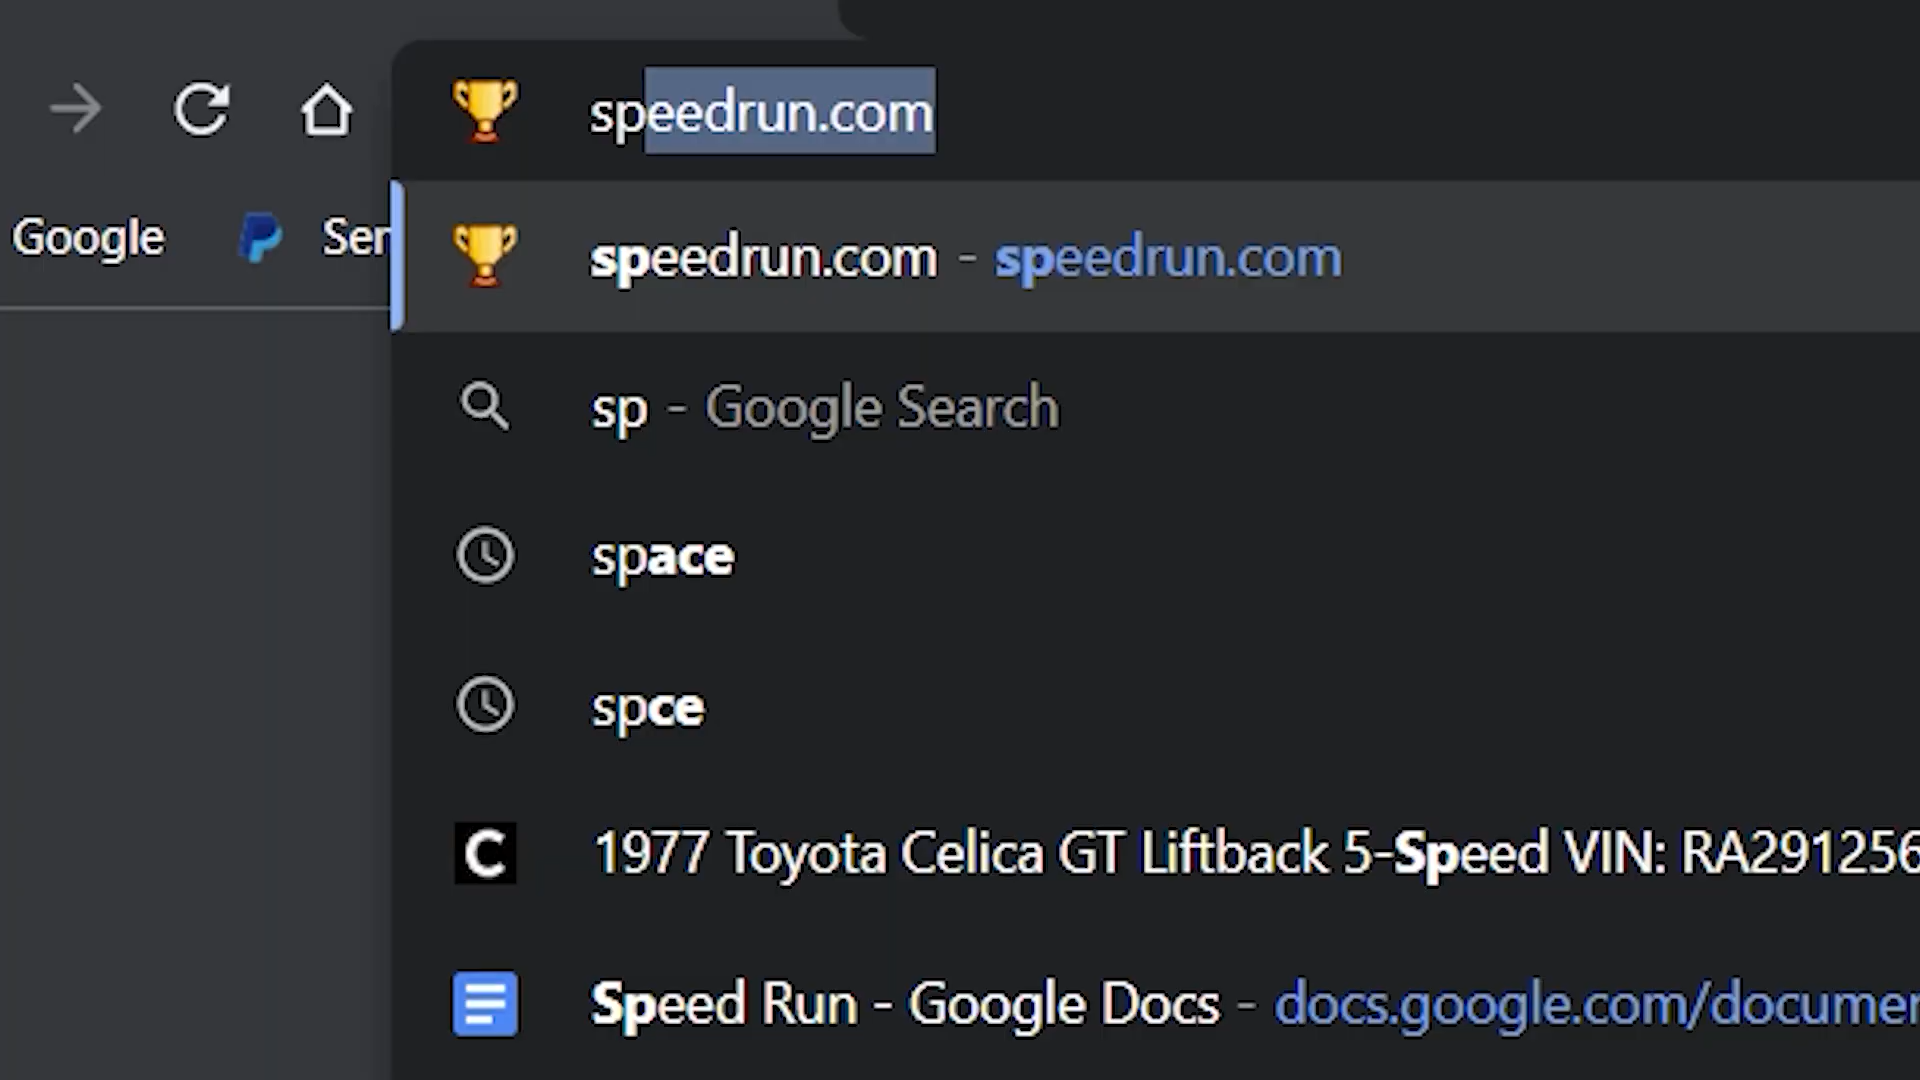 speedrun.com
Google Ser
speedrun.com - speedrun.com
sp - Google Search
space
spce
C 1977 Toyota Celica GT Liftback 5-Speed VIN: RA291256
Speed Run - Google Docs - docs.google.com/documen